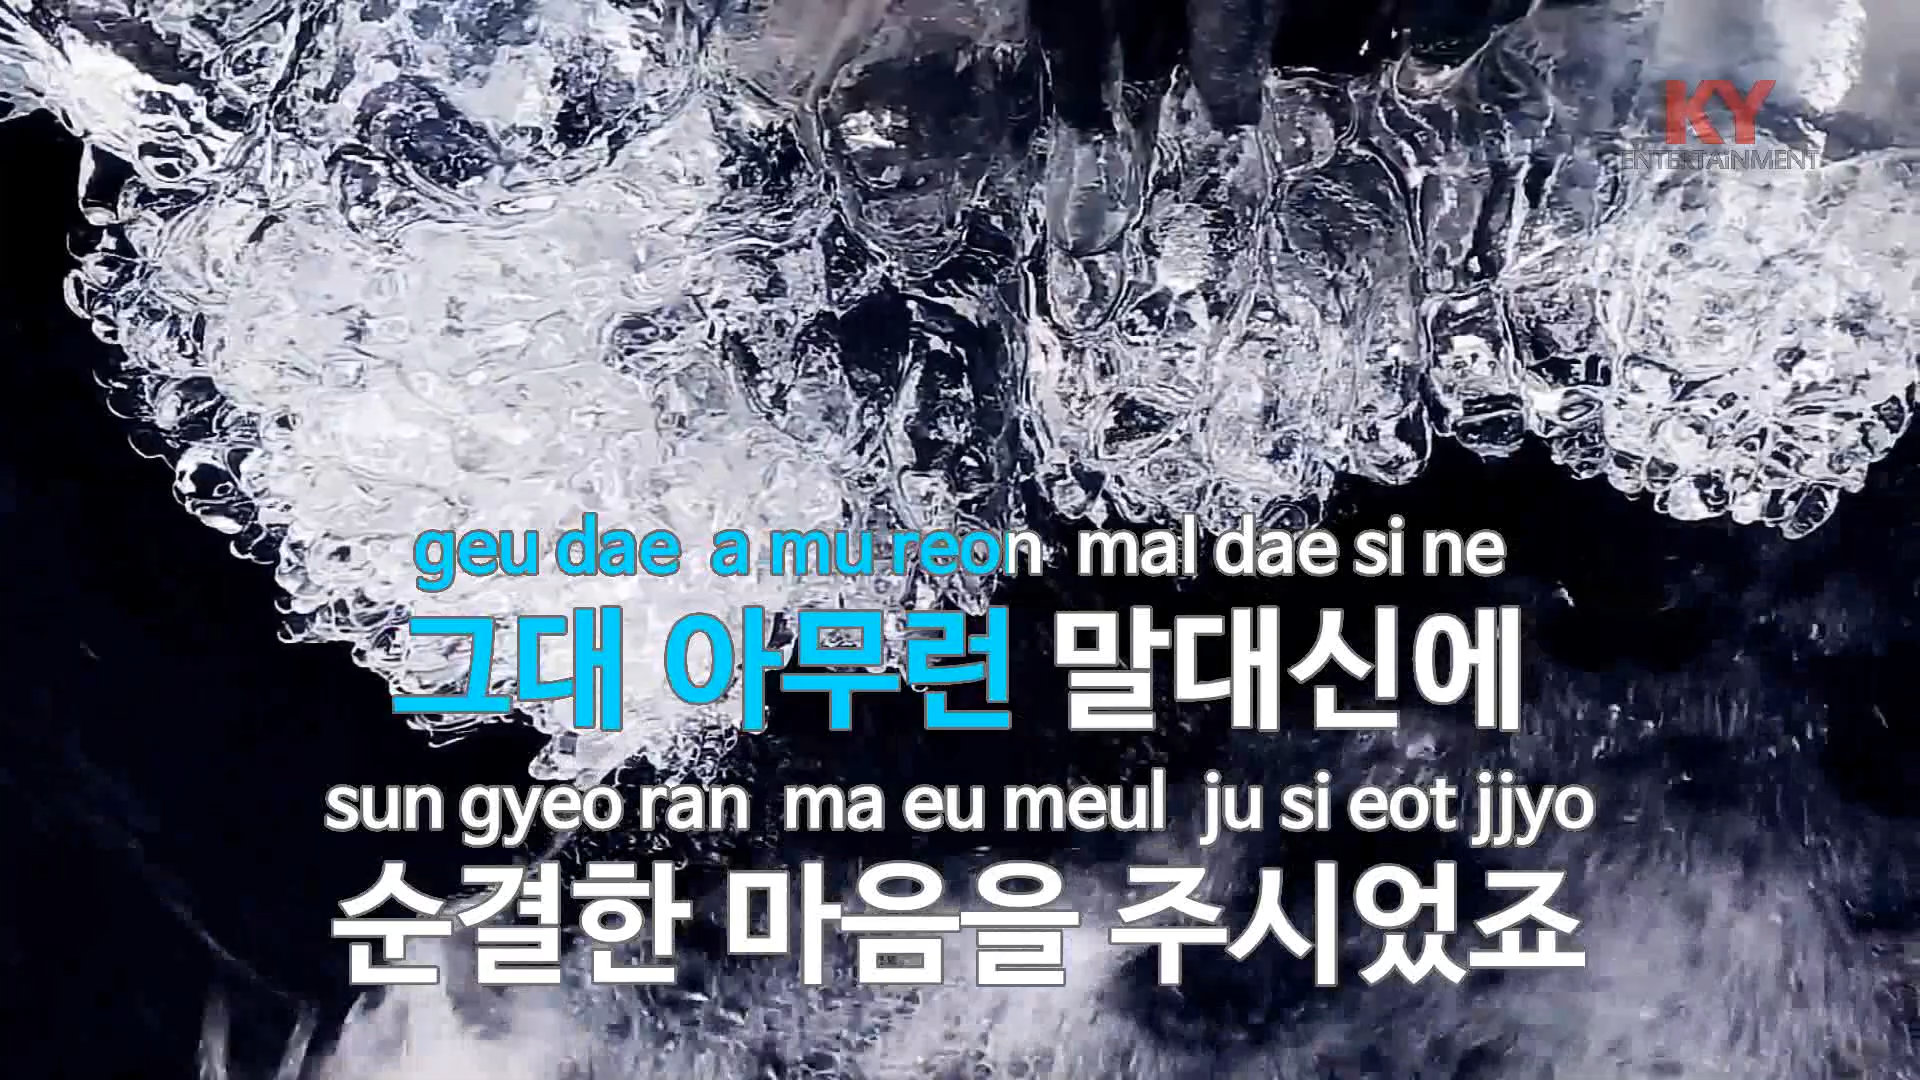 KY
ENTERTAINMENT
geu dae a mu reon mal dae si ne
그대 아무런 말대신에
sun gyeo ran ma eu meul ju si eot jjyo
순결한 마음을 주시었죠